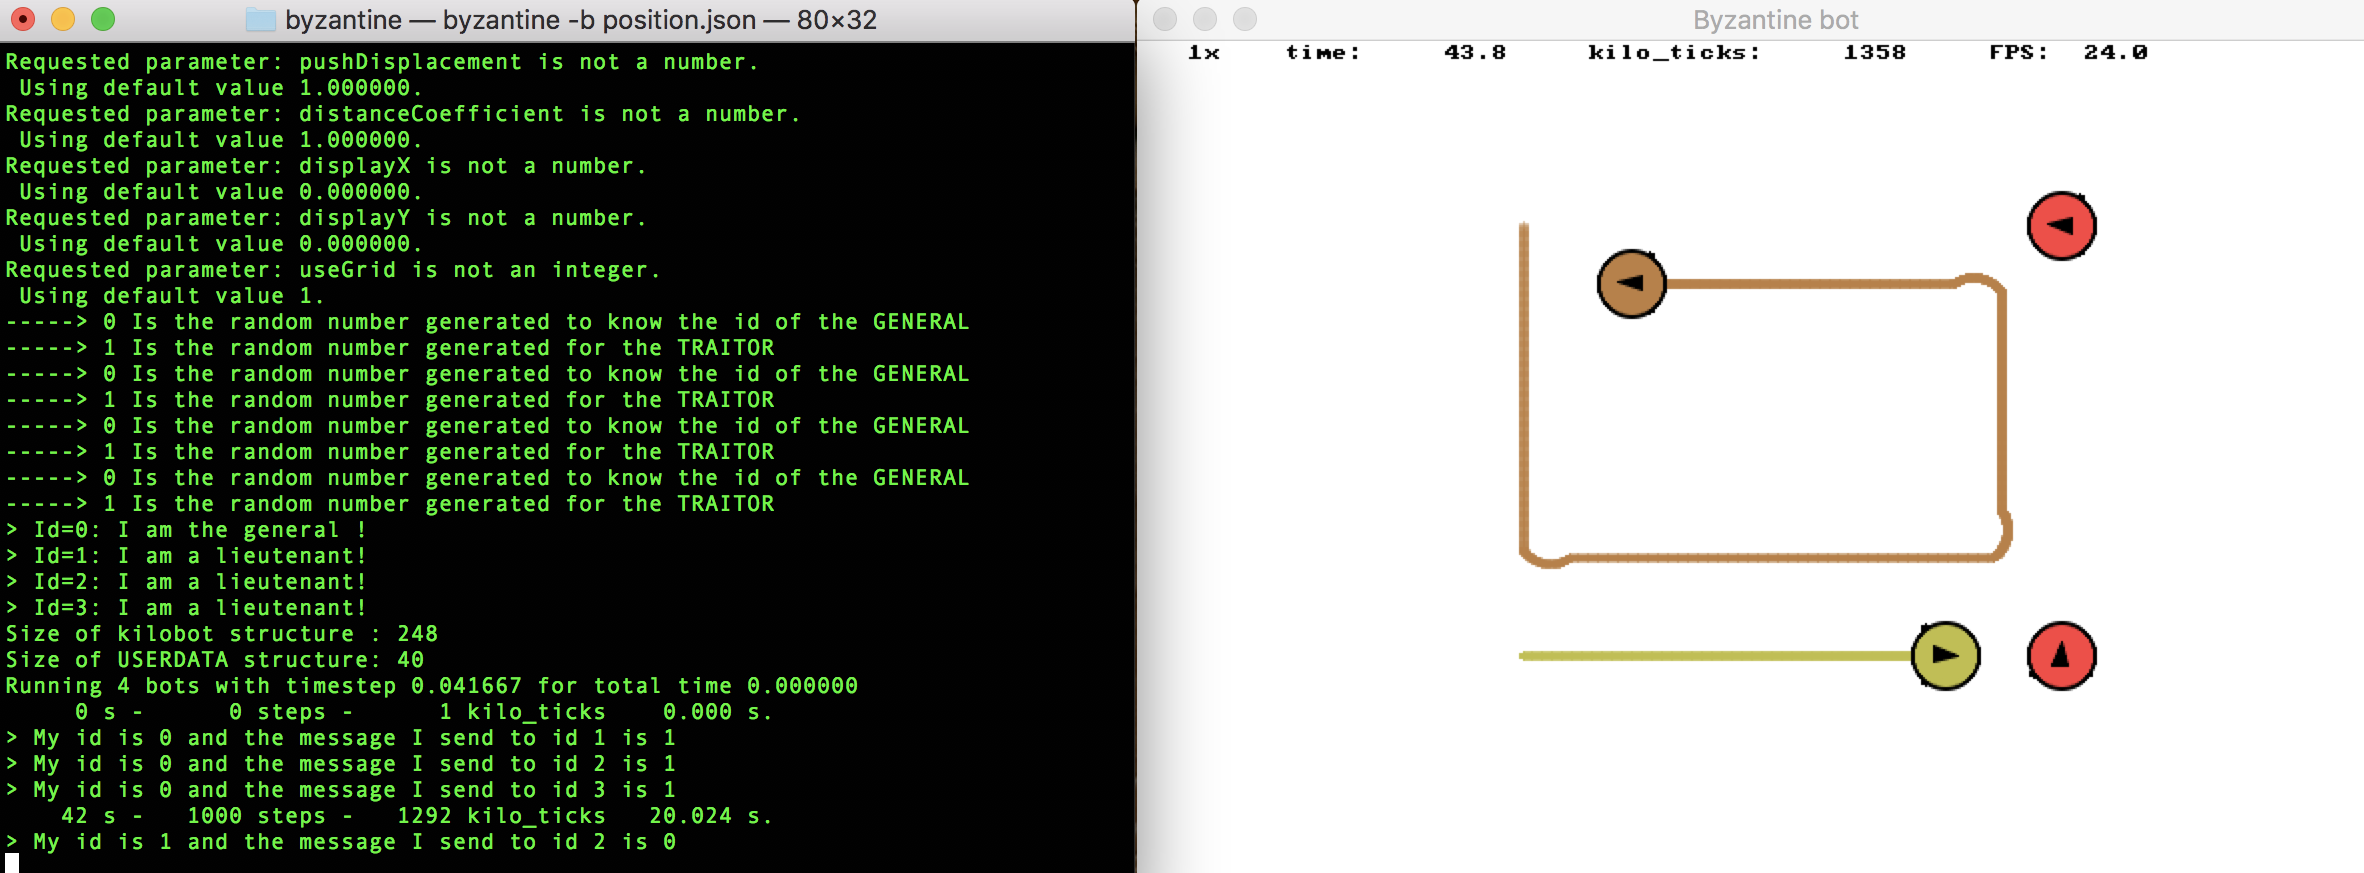 byzantine — byzantine -b position.json — 80×32
Requested parameter: pushDisplacement is not a number.
Using default value 1.000000.
Requested parameter: distanceCoefficient is not a number.
Using default value 1.000000.
Requested parameter: displayX is not a number.
Using default value 0.000000.
Requested parameter: displayY is not a number.
Using default value 0.000000.
Requested parameter: useGrid is not an integer.
Using default value 1.
-----> 0 Is the random number generated to know the id of the GENERAL
-----> 1 Is the random number generated for the TRAITOR
-----> 0 Is the random number generated to know the id of the GENERAL
-----> 1 Is the random number generated for the TRAITOR
-----> 0 Is the random number generated to know the id of the GENERAL
-----> 1 Is the random number generated for the TRAITOR
-----> 0 Is the random number generated to know the id of the GENERAL
-----> 1 Is the random number generated for the TRAITOR
> Id=0: I am the general !
> Id=1: I am a lieutenant!
> Id=2: I am a lieutenant!
> Id=3: I am a lieutenant!
Size of kilobot structure : 248
Size of USERDATA structure: 40
Running 4 bots with timestep 0.041667 for total time 0.000000
0 s - 0 steps - 1 kilo_ticks 0.000 s.
> My id is 0 and the message I send to id 1 is 1
> My id is 0 and the message I send to id 2 is 1
> My id is 0 and the message I send to id 3 is 1
42 s - 1000 steps - 1292 kilo_ticks 20.024 s.
> My id is 1 and the message I send to id 2 is 0
Byzantine bot
1x time: 43.8 kilo_ticks: 1358 FPS: 24.0